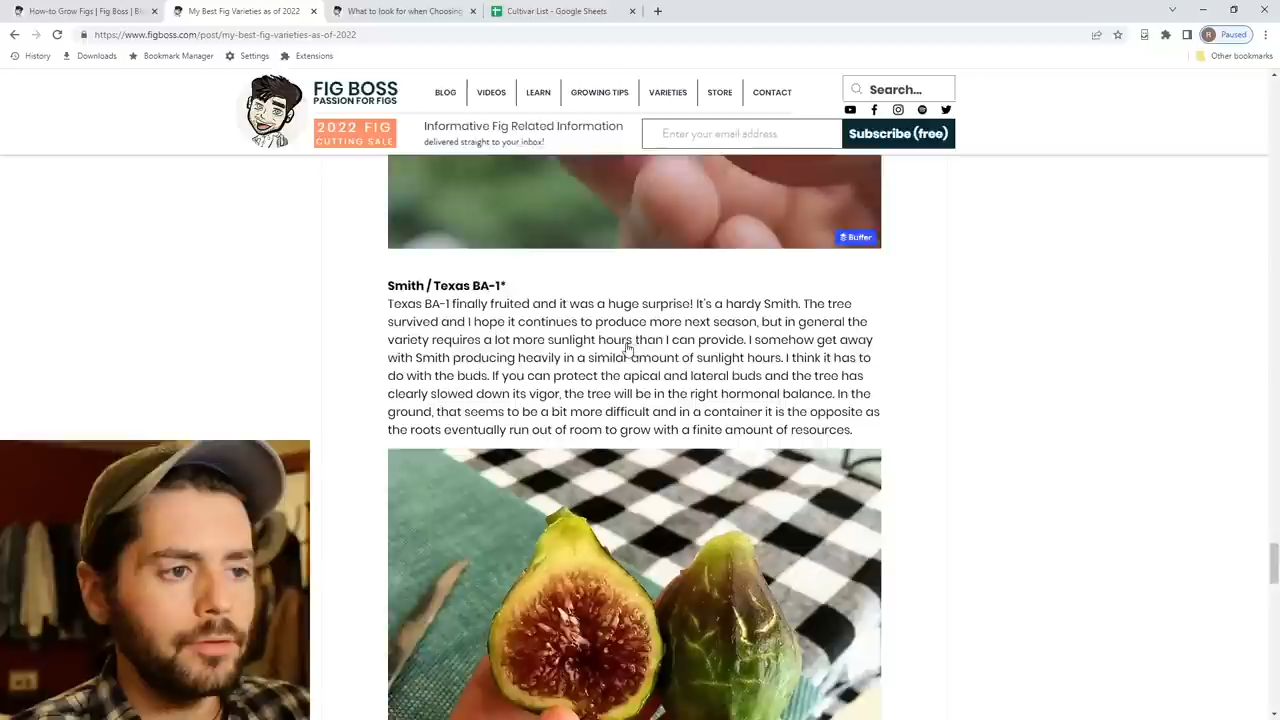 How-to Grow Figs | Fig Boss | Ble
My Best Fig Varieties as of 2022
What to look for when Choosing
Cultivar List - Google Sheets
https://www.figboss.com/post/my-best-fig-varieties-as-of-2022
R Paused
History Downloads Bookmark Manager Settings Extensions Other bookmarks
FIG BOSS
PASSION FOR FIGS
BLOG VIDEOS LEARN GROWING TIPS VARIETIES STORE CONTACT
Search...
2022 FIG
CUTTING SALE
Informative Fig Related Information
delivered straight to your inbox!
Enter your email address
Subscribe (free)
Buffer
Smith / Texas BA-1*
Texas BA-1 finally fruited and it was a huge surprise! It's a hardy Smith. The tree
survived and I hope it continues to produce more next season, but in general the
variety requires a lot more sunlight hours than I can provide. I somehow get away
with Smith producing heavily in a similar amount of sunlight hours. I think it has to
do with the buds. If you can protect the apical and lateral buds and the tree has
clearly slowed down its vigor, the tree will be in the right hormonal balance. In the
ground, that seems to be a bit more difficult and in a container it is the opposite as
the roots eventually run out of room to grow with a finite amount of resources.